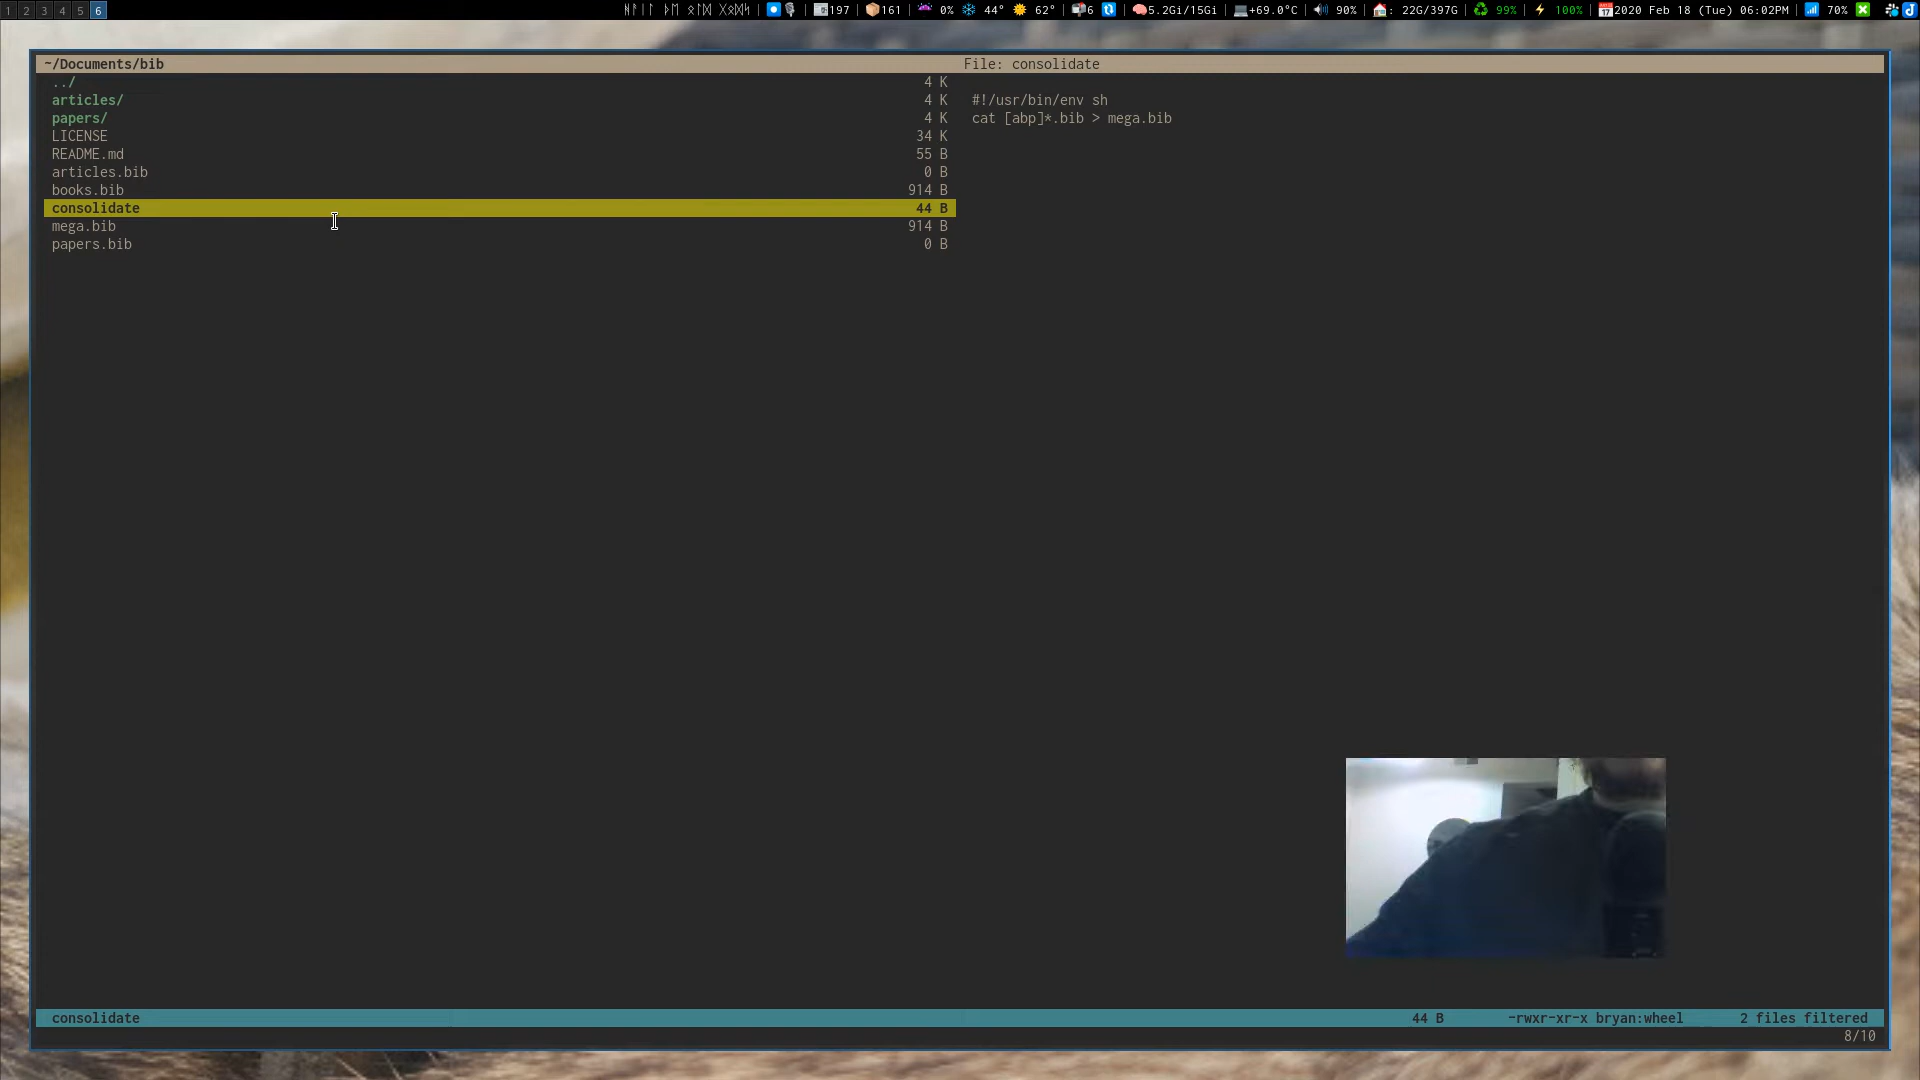 1 2 3 4 5 6 ᚺᚨᛁᛚ 197 161 0% 44° 62° 6 5.2Gi/15Gi +69.0°C 90% : 22G/397G 99% 100% 2020 Feb 18 (Tue) 06:02PM 70%
~/Documents/bib File: consolidate
../ 4 K
articles/ 4 K #!/usr/bin/env sh
papers/ 4 K cat [abp]*.bib > mega.bib
LICENSE 34 K
README.md 55 B
articles.bib 0 B
books.bib 914 B
consolidate 44 B
mega.bib 914 B
papers.bib 0 B
consolidate 44 B -rwxr-xr-x bryan:wheel 2 files filtered
8/10